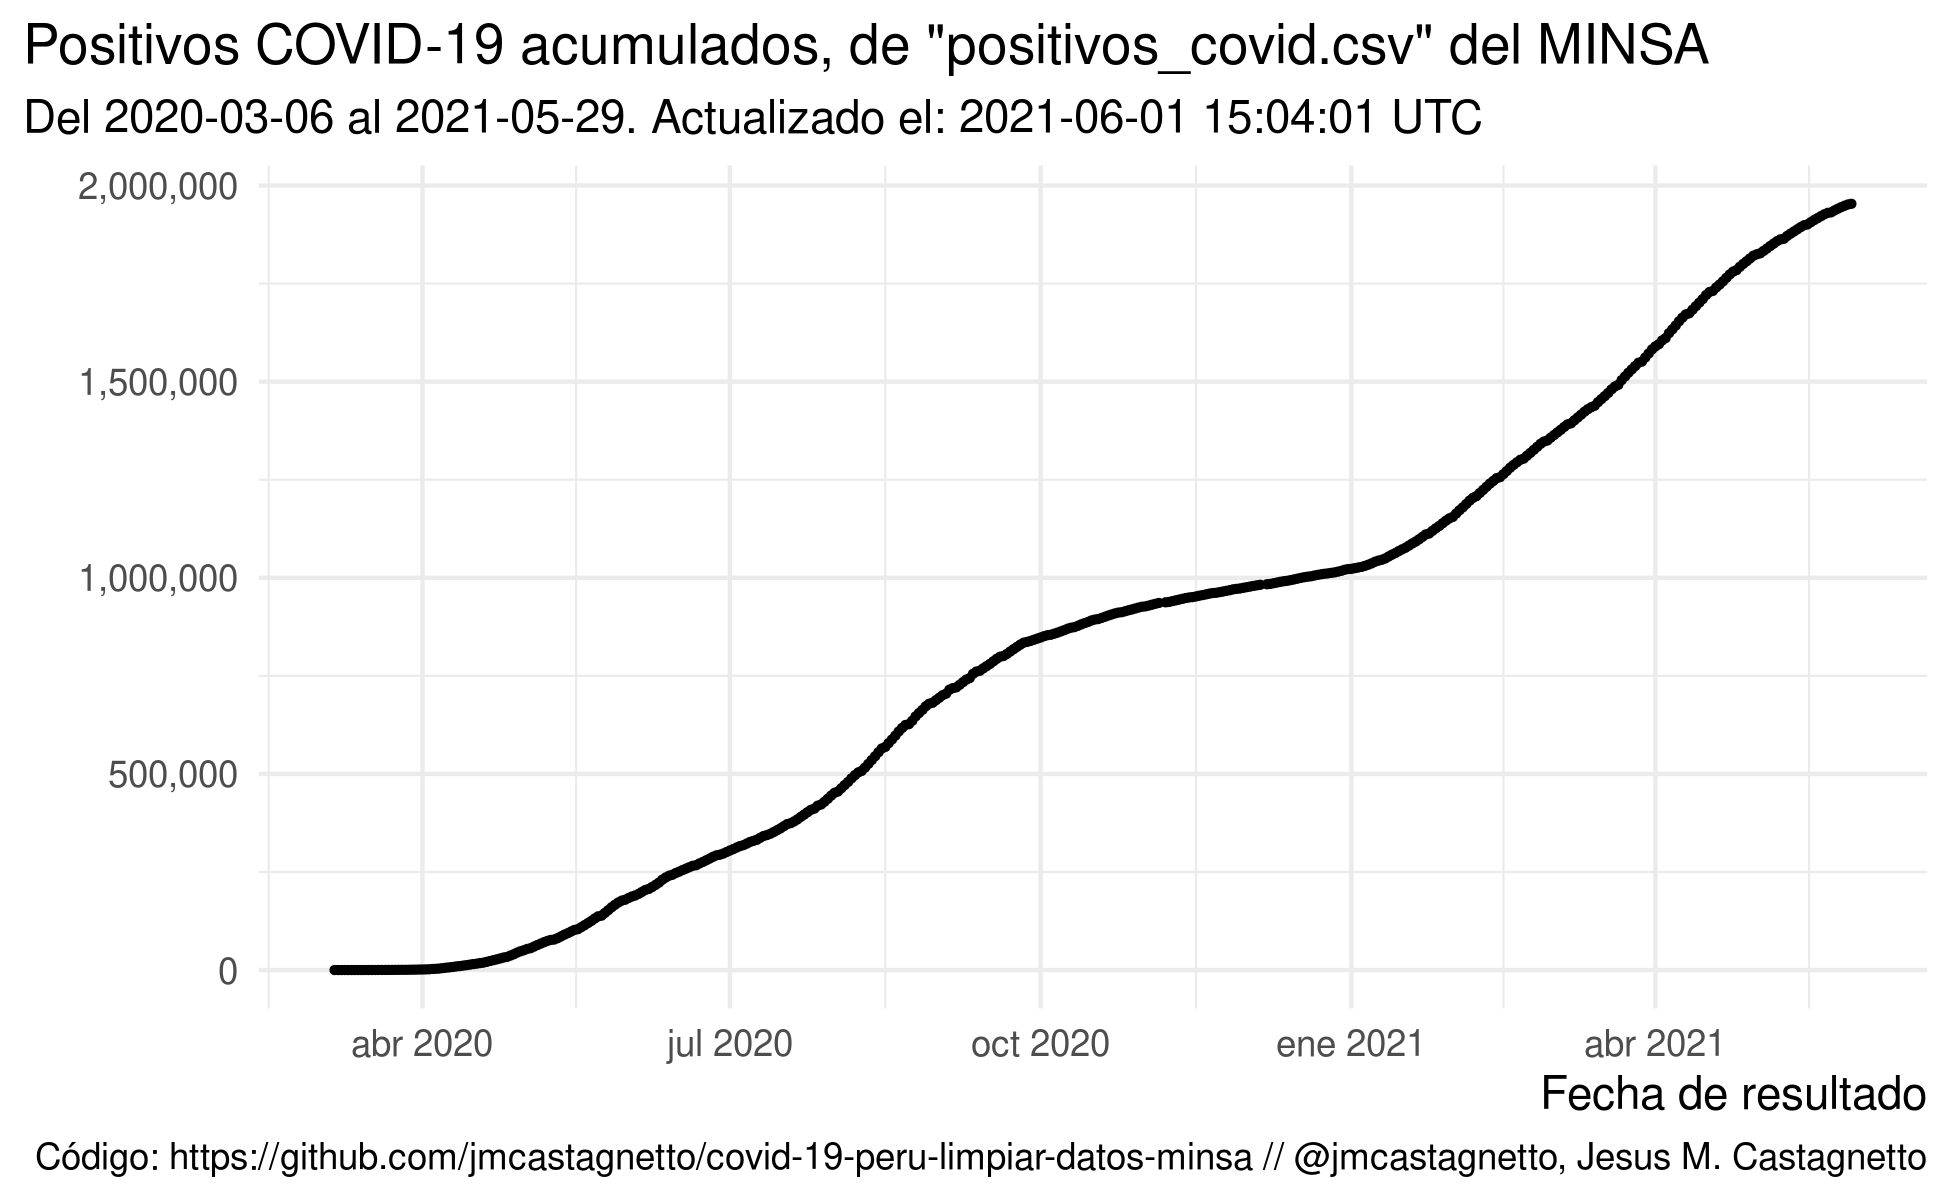 Positivos COVID-19 acumulados, de "positivos_covid.csv" del MINSA
Del 2020-03-06 al 2021-05-29. Actualizado el: 2021-06-01 15:04:01 UTC
2,000,000
1,500,000
1,000,000
500,000
0
abr 2020 jul 2020 oct 2020 ene 2021 abr 2021
Fecha de resultado
Código: https://github.com/jmcastagnetto/covid-19-peru-limpiar-datos-minsa // @jmcastagnetto, Jesus M. Castagnetto